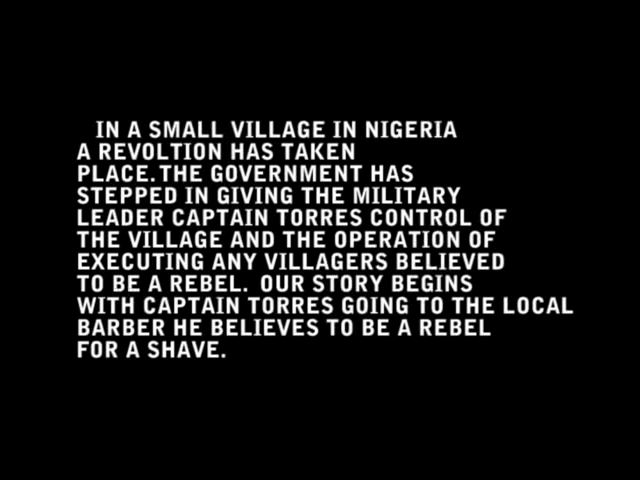 IN A SMALL VILLAGE IN NIGERIA
A REVOLTION HAS TAKEN
PLACE.THE GOVERNMENT HAS
STEPPED IN GIVING THE MILITARY
LEADER CAPTAIN TORRES CONTROL OF
THE VILLAGE AND THE OPERATION OF
EXECUTING ANY VILLAGERS BELIEVED
TO BE A REBEL. OUR STORY BEGINS
WITH CAPTAIN TORRES GOING TO THE LOCAL
BARBER HE BELIEVES TO BE A REBEL
FOR A SHAVE.